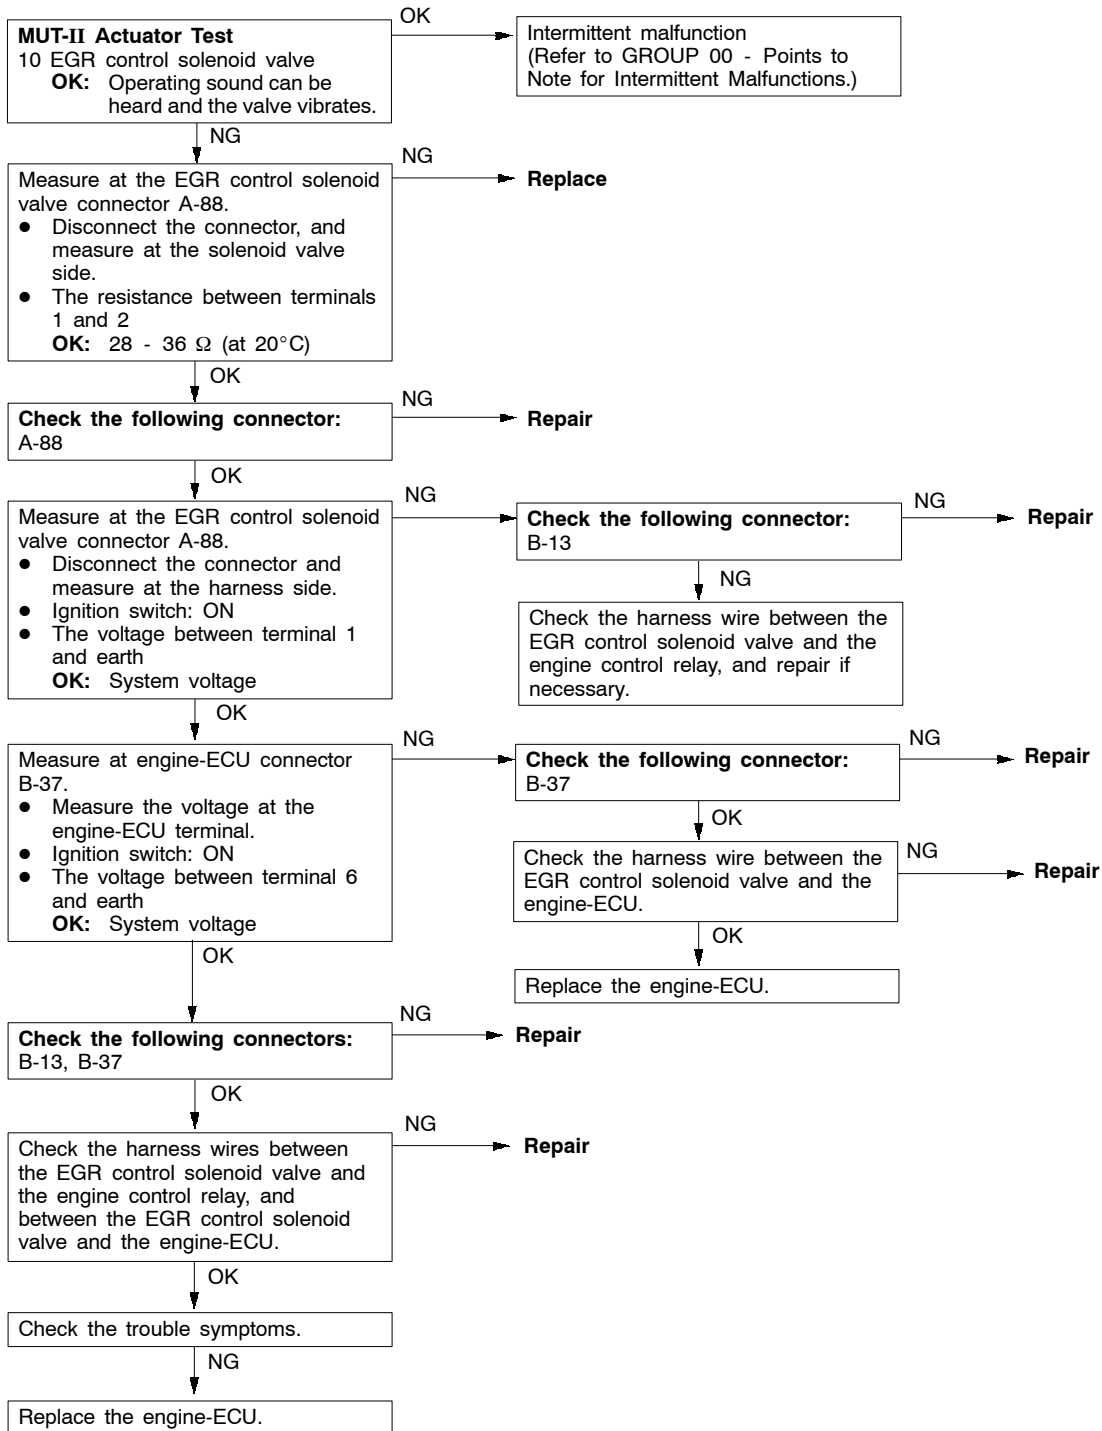 MUT-II Actuator Test
10 EGR control solenoid valve
OK: Operating sound can be
heard and the valve vibrates.
OK
Intermittent malfunction
(Refer to GROUP 00 - Points to
Note for Intermittent Malfunctions.)
NG
Measure at the EGR control solenoid
valve connector A-88.
● Disconnect the connector, and
measure at the solenoid valve
side.
● The resistance between terminals
1 and 2
OK: 28 - 36 Ω (at 20°C)
NG
Replace
OK
Check the following connector:
A-88
NG
Repair
OK
Measure at the EGR control solenoid
valve connector A-88.
● Disconnect the connector and
measure at the harness side.
● Ignition switch: ON
● The voltage between terminal 1
and earth
OK: System voltage
NG
Check the following connector:
B-13
NG
Repair
NG
Check the harness wire between the
EGR control solenoid valve and the
engine control relay, and repair if
necessary.
OK
Measure at engine-ECU connector
B-37.
● Measure the voltage at the
engine-ECU terminal.
● Ignition switch: ON
● The voltage between terminal 6
and earth
OK: System voltage
NG
Check the following connector:
B-37
NG
Repair
OK
Check the harness wire between the
EGR control solenoid valve and the
engine-ECU.
NG
Repair
OK
Replace the engine-ECU.
OK
Check the following connectors:
B-13, B-37
NG
Repair
OK
Check the harness wires between
the EGR control solenoid valve and
the engine control relay, and
between the EGR control solenoid
valve and the engine-ECU.
NG
Repair
OK
Check the trouble symptoms.
NG
Replace the engine-ECU.